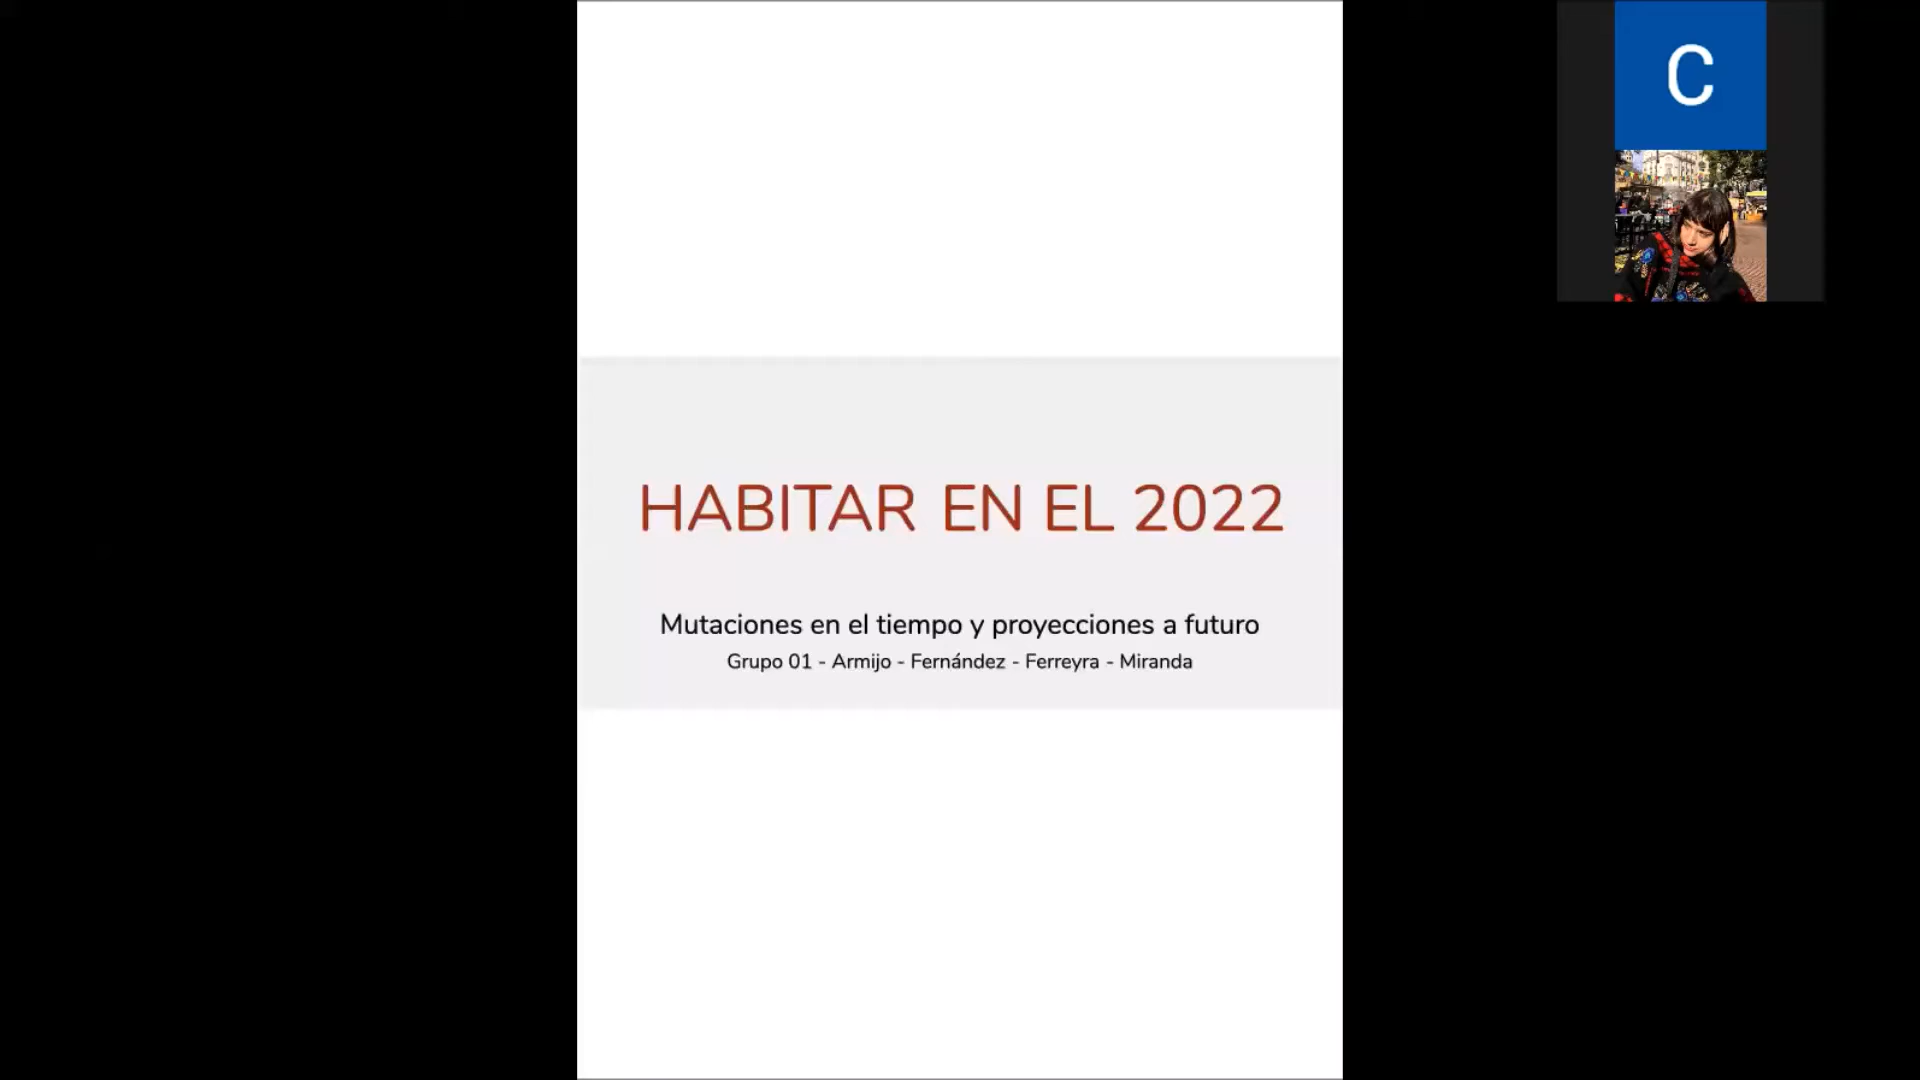 C
HABITAR EN EL 2022
Mutaciones en el tiempo y proyecciones a futuro
Grupo 01 - Armijo - Fernández - Ferreyra - Miranda